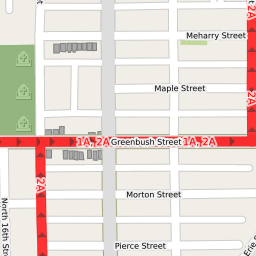 Meharry Street
Maple Street
2A
1A, 2A
Greenbush Street
1A, 2A
2A
Morton Street
North 16th Street
Pierce Street
Erie S